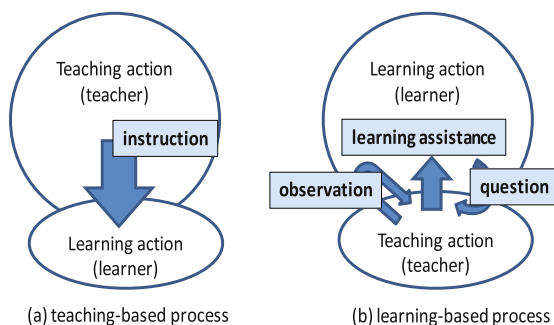 Teaching action
(teacher)
instruction
Learning action
(learner)
(a) teaching-based process
Learning action
(learner)
learning assistance
observation
question
Teaching action
(teacher)
(b) learning-based process